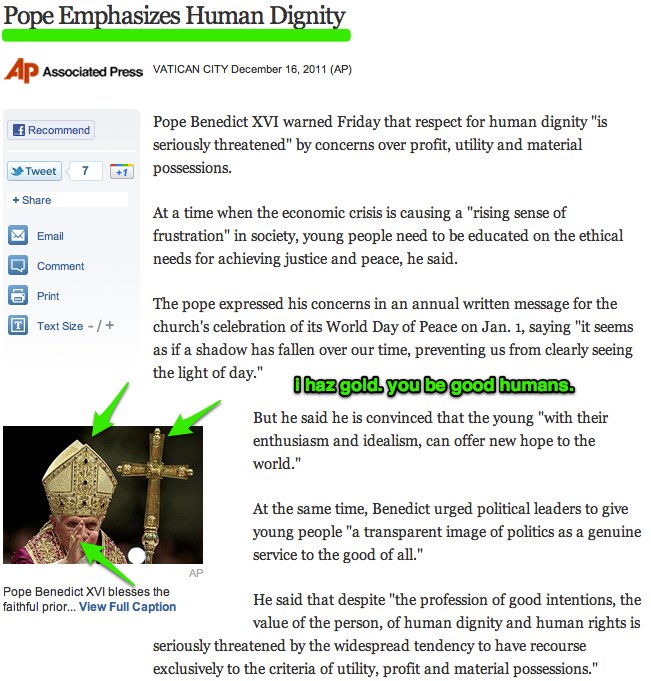 Pope Emphasizes Human Dignity
AP Associated Press VATICAN CITY December 16, 2011 (AP)
f Recommend
Tweet 7 +1
+ Share
Email
Comment
Print
T Text Size - / +
Pope Benedict XVI warned Friday that respect for human dignity "is
seriously threatened" by concerns over profit, utility and material
possessions.
At a time when the economic crisis is causing a "rising sense of
frustration" in society, young people need to be educated on the ethical
needs for achieving justice and peace, he said.
The pope expressed his concerns in an annual written message for the
church's celebration of its World Day of Peace on Jan. 1, saying "it seems
as if a shadow has fallen over our time, preventing us from clearly seeing
the light of day."
i haz gold. you be good humans.
AP
Pope Benedict XVI blesses the
faithful prior... View Full Caption
But he said he is convinced that the young "with their
enthusiasm and idealism, can offer new hope to the
world."
At the same time, Benedict urged political leaders to give
young people "a transparent image of politics as a genuine
service to the good of all."
He said that despite "the profession of good intentions, the
value of the person, of human dignity and human rights is
seriously threatened by the widespread tendency to have recourse
exclusively to the criteria of utility, profit and material possessions."